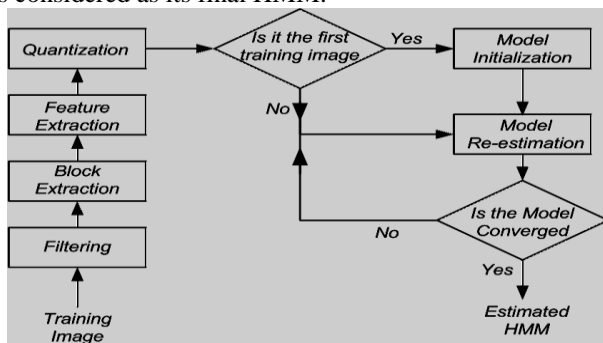 s considered as its final HMM.
Quantization
Is it the first
training image
Yes
Model
Initialization
No
Feature
Extraction
Model
Re-estimation
Block
Extraction
Is the Model
Converged
No
Filtering
Yes
Training
Image
Estimated
HMM